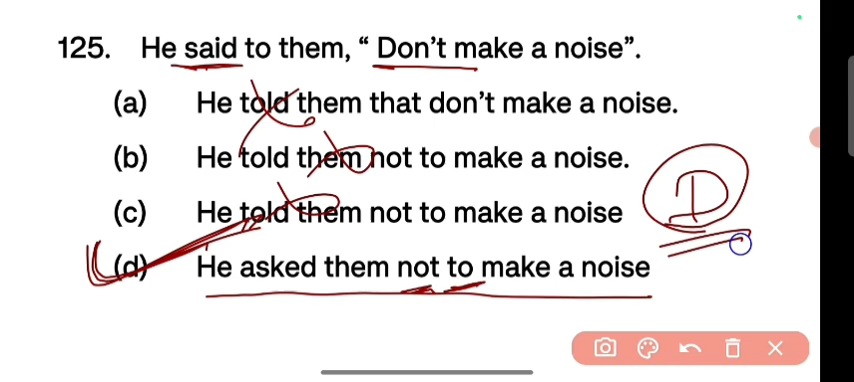 125. He said to them, “ Don’t make a noise”.
(a) He told them that don’t make a noise.
(b) He told them not to make a noise.
(c) He told them not to make a noise
(d) He asked them not to make a noise
D